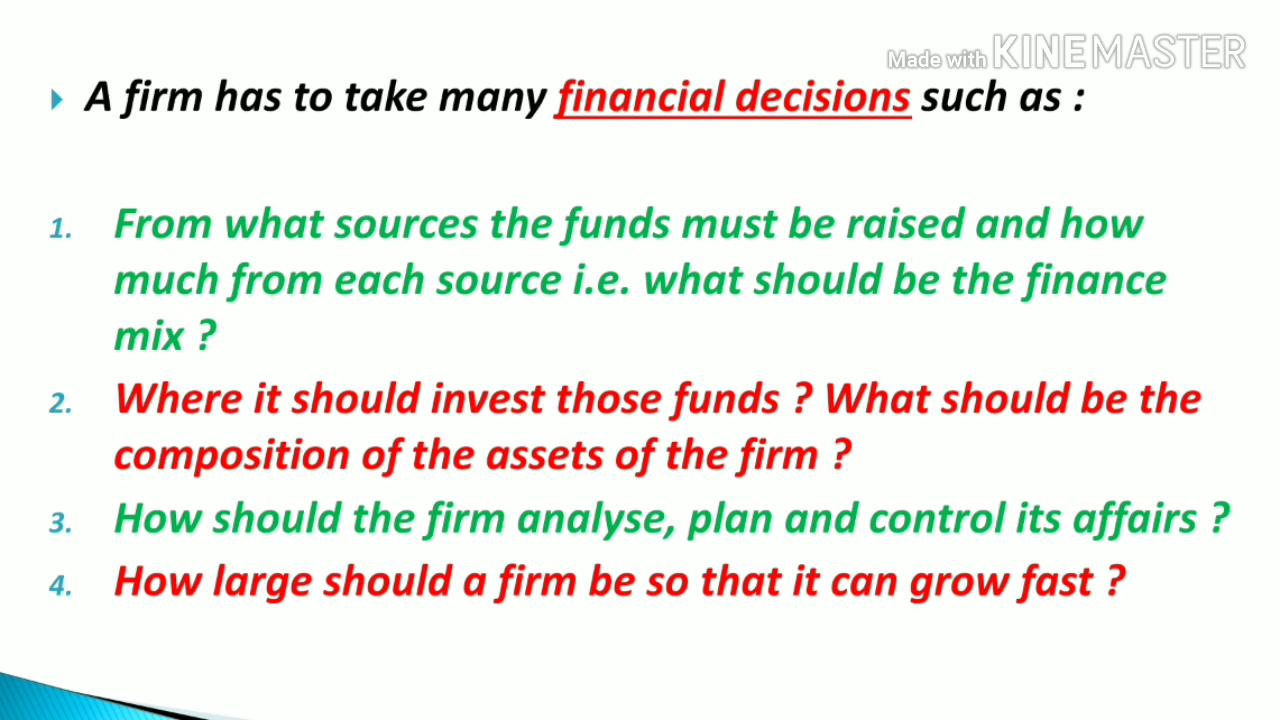 Made with KINEMASTER
A firm has to take many financial decisions such as :
1. From what sources the funds must be raised and how
much from each source i.e. what should be the finance
mix ?
2. Where it should invest those funds ? What should be the
composition of the assets of the firm ?
3. How should the firm analyse, plan and control its affairs ?
4. How large should a firm be so that it can grow fast ?